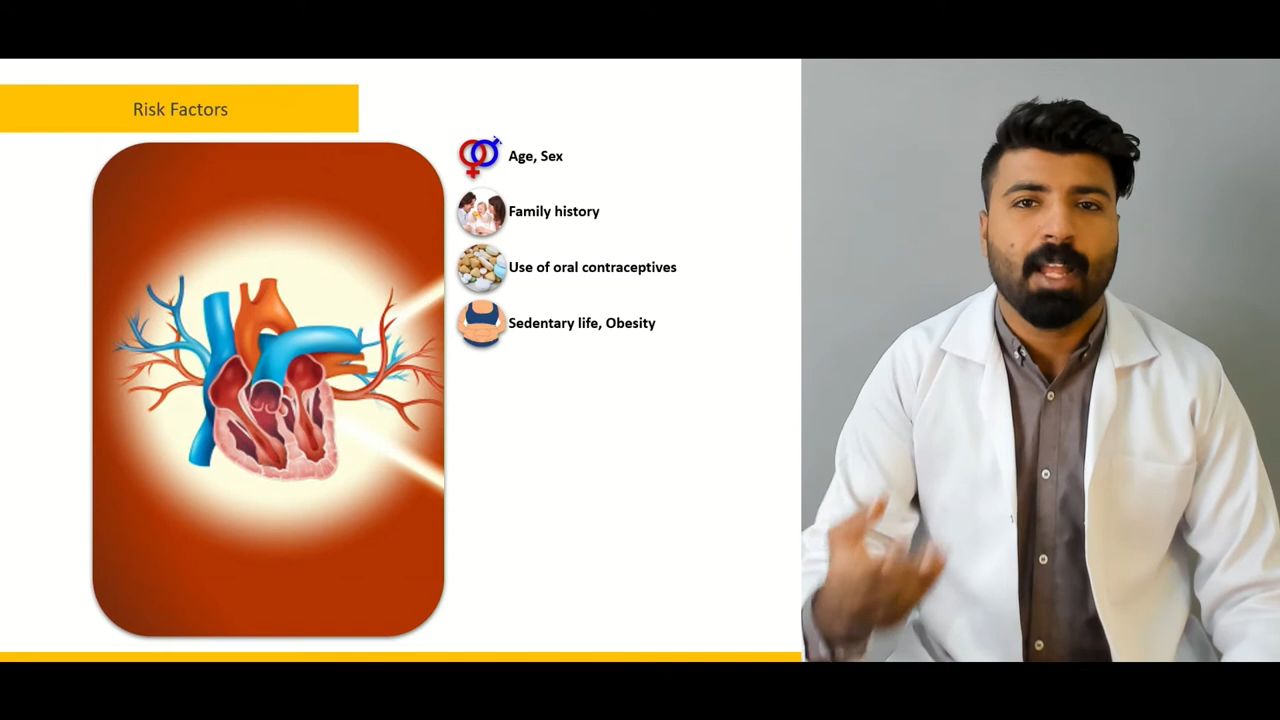 Risk Factors
Age, Sex
Family history
Use of oral contraceptives
Sedentary life, Obesity